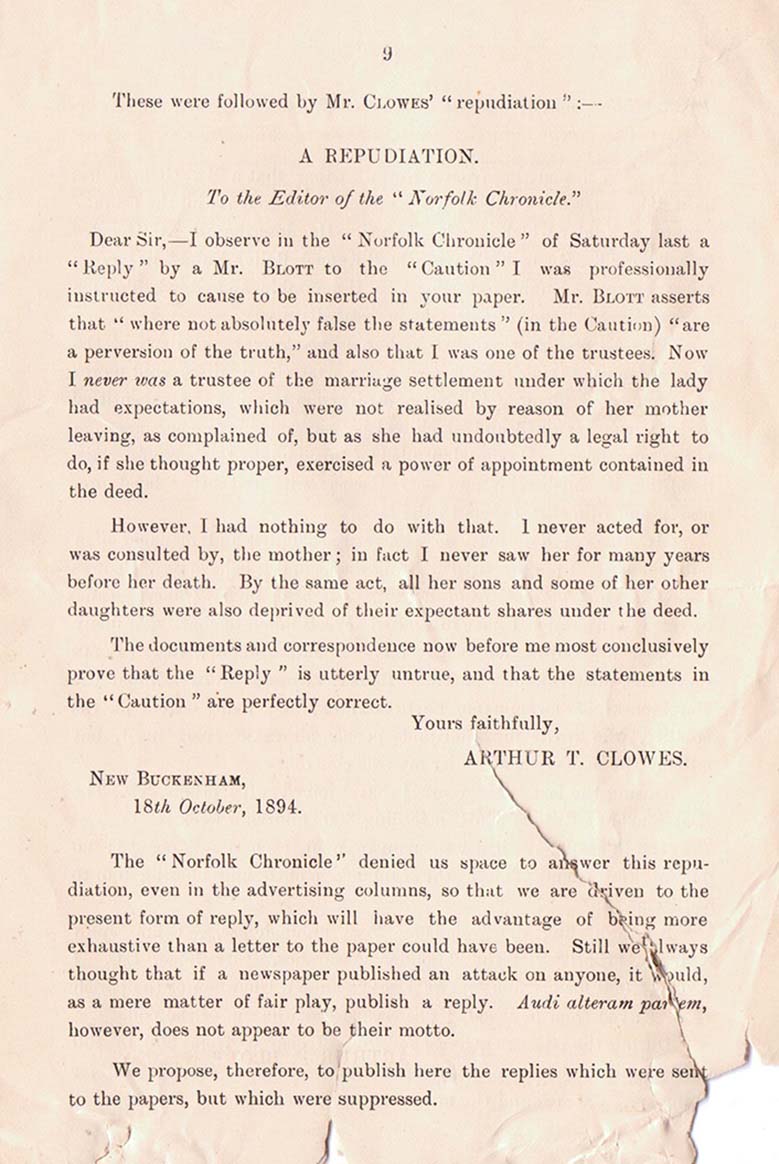 9
These were followed by Mr. CLOWES' “ repudiation ” :—-
A REPUDIATION.
To the Editor of the “ Norfolk Chronicle.”
Dear Sir,—I observe in the “ Norfolk Chronicle ” of Saturday last a
“ Reply ” by a Mr. BLOTT to the “ Caution ” I was professionally
instructed to cause to be inserted in your paper. Mr. BLOTT asserts
that “ where not absolutely false the statements ” (in the Caution) “ are
a perversion of the truth,” and also that I was one of the trustees. Now
I never was a trustee of the marriage settlement under which the lady
had expectations, which were not realised by reason of her mother
leaving, as complained of, but as she had undoubtedly a legal right to
do, if she thought proper, exercised a power of appointment contained in
the deed.
However, I had nothing to do with that. I never acted for, or
was consulted by, the mother ; in fact I never saw her for many years
before her death. By the same act, all her sons and some of her other
daughters were also deprived of their expectant shares under the deed.
The documents and correspondence now before me most conclusively
prove that the “ Reply ” is utterly untrue, and that the statements in
the “ Caution ” are perfectly correct.
Yours faithfully,
ARTHUR T. CLOWES.
NEW BUCKENHAM,
18th October, 1894.
The “ Norfolk Chronicle ” denied us space to answer this repu-
diation, even in the advertising columns, so that we are driven to the
present form of reply, which will have the advantage of being more
exhaustive than a letter to the paper could have been. Still we always
thought that if a newspaper published an attack on anyone, it would,
as a mere matter of fair play, publish a reply. Audi alteram partem,
however, does not appear to be their motto.
We propose, therefore, to publish here the replies which were sent
to the papers, but which were suppressed.